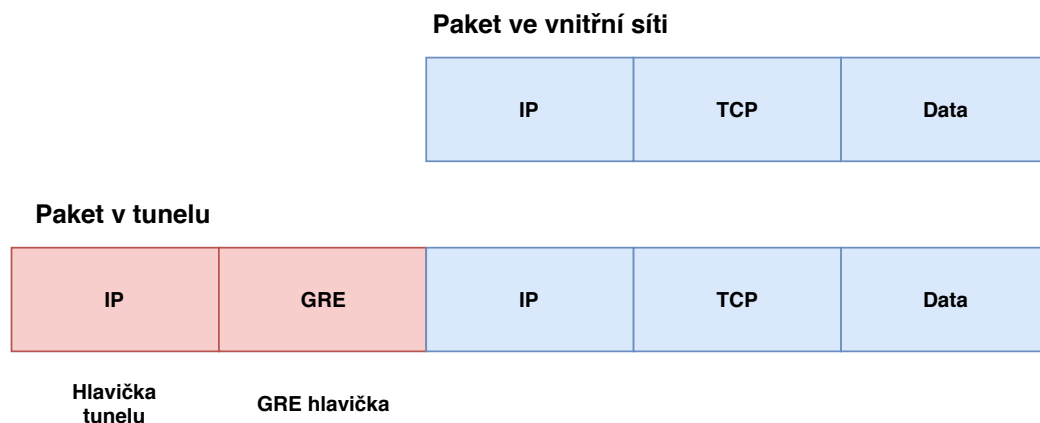 Paket ve vnitřní síti
IP TCP Data
Paket v tunelu
IP GRE IP TCP Data
Hlavička
tunelu
GRE hlavička